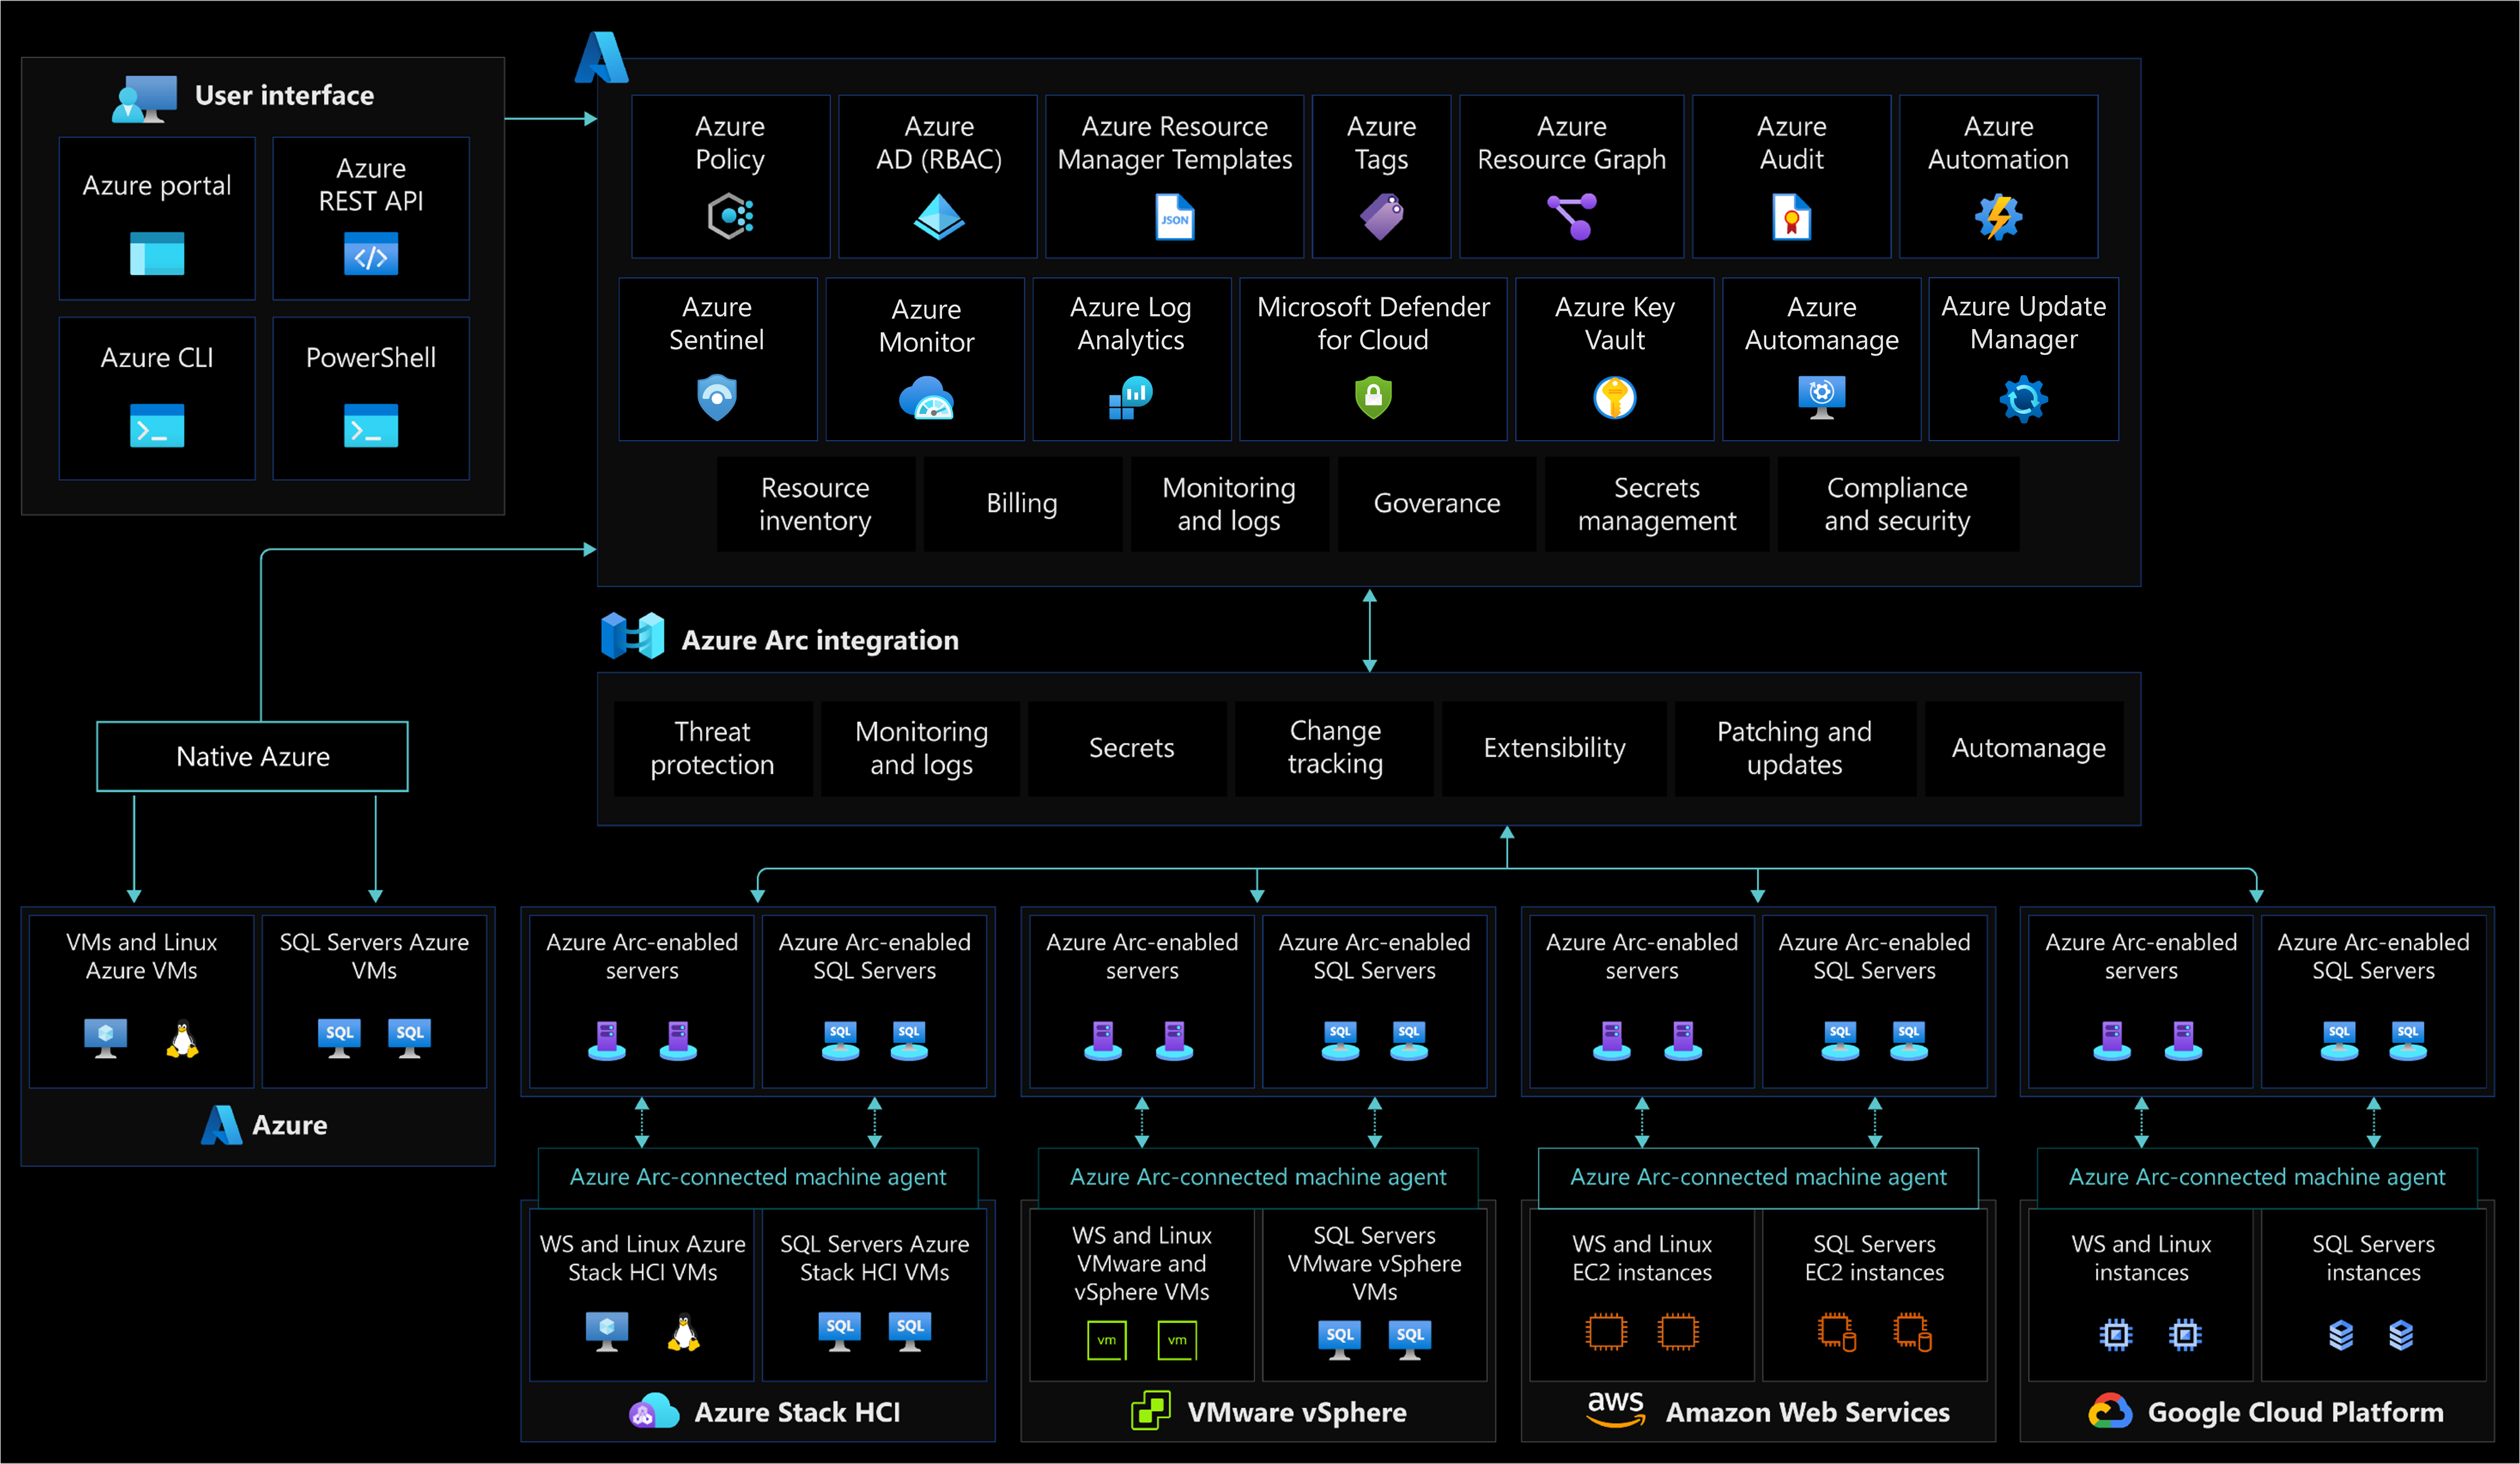 User interface
Azure portal
Azure
REST API
Azure CLI
PowerShell
Azure
Policy
Azure
AD (RBAC)
Azure Resource
Manager Templates
JSON
Azure
Tags
Azure
Resource Graph
Azure
Audit
Azure
Automation
Azure
Sentinel
Azure
Monitor
Azure Log
Analytics
Microsoft Defender
for Cloud
Azure Key
Vault
Azure
Automanage
Azure Update
Manager
Resource
inventory
Billing
Monitoring
and logs
Goverance
Secrets
management
Compliance
and security
Azure Arc integration
Threat
protection
Monitoring
and logs
Secrets
Change
tracking
Extensibility
Patching and
updates
Automanage
Native Azure
VMs and Linux
Azure VMs
SQL Servers Azure
VMs
SQL
SQL
Azure
Azure Arc-enabled
servers
Azure Arc-enabled
SQL Servers
SQL
SQL
Azure Arc-connected machine agent
WS and Linux Azure
Stack HCI VMs
SQL Servers Azure
Stack HCI VMs
SQL
SQL
Azure Stack HCI
Azure Arc-enabled
servers
Azure Arc-enabled
SQL Servers
SQL
SQL
Azure Arc-connected machine agent
WS and Linux
VMware and
vSphere VMs
vm
vm
SQL Servers
VMware vSphere
VMs
SQL
SQL
VMware vSphere
Azure Arc-enabled
servers
Azure Arc-enabled
SQL Servers
SQL
SQL
Azure Arc-connected machine agent
WS and Linux
EC2 instances
SQL Servers
EC2 instances
aws
Amazon Web Services
Azure Arc-enabled
servers
Azure Arc-enabled
SQL Servers
SQL
SQL
Azure Arc-connected machine agent
WS and Linux
instances
SQL Servers
instances
Google Cloud Platform